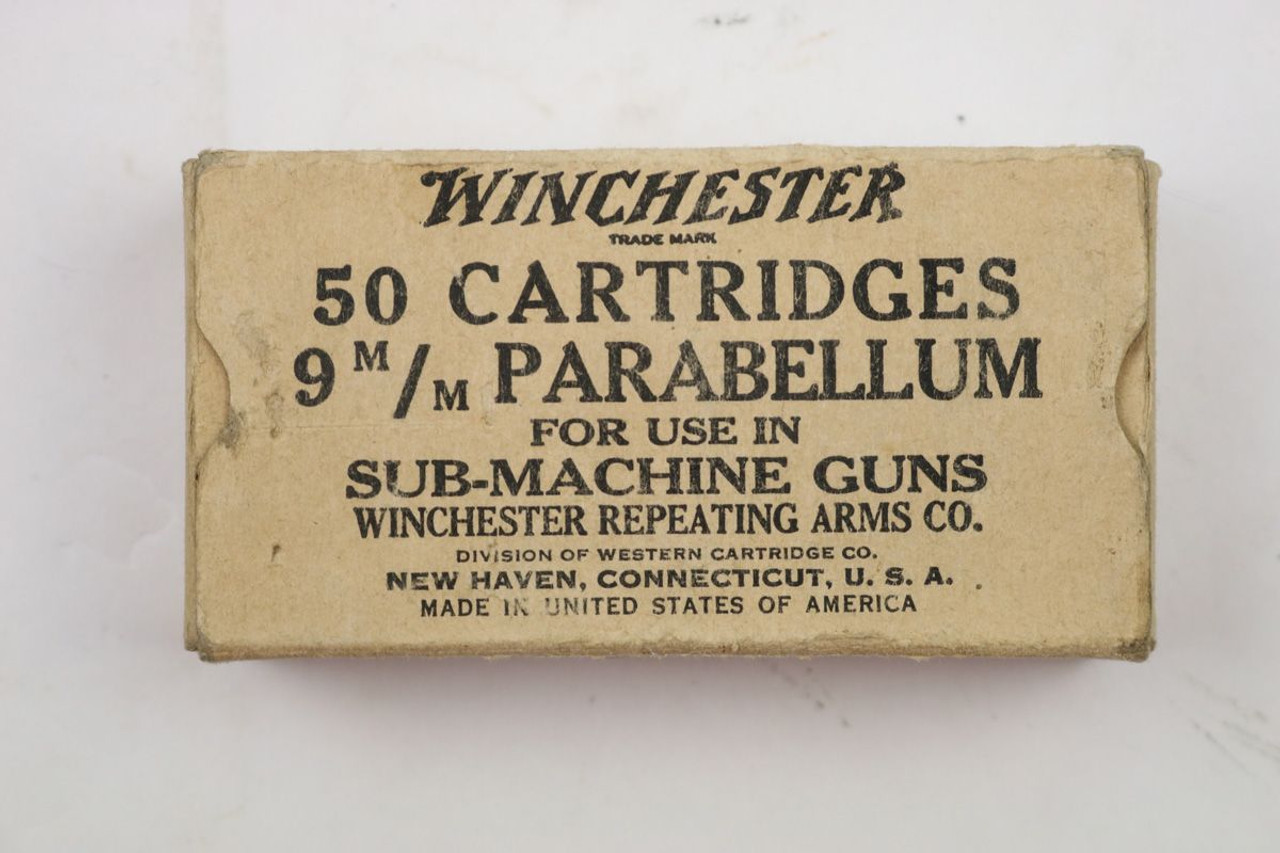 WINCHESTER
TRADE MARK
50 CARTRIDGES
9 M/M PARABELLUM
FOR USE IN
SUB-MACHINE GUNS
WINCHESTER REPEATING ARMS CO.
DIVISION OF WESTERN CARTRIDGE CO.
NEW HAVEN, CONNECTICUT, U. S. A.
MADE IN UNITED STATES OF AMERICA